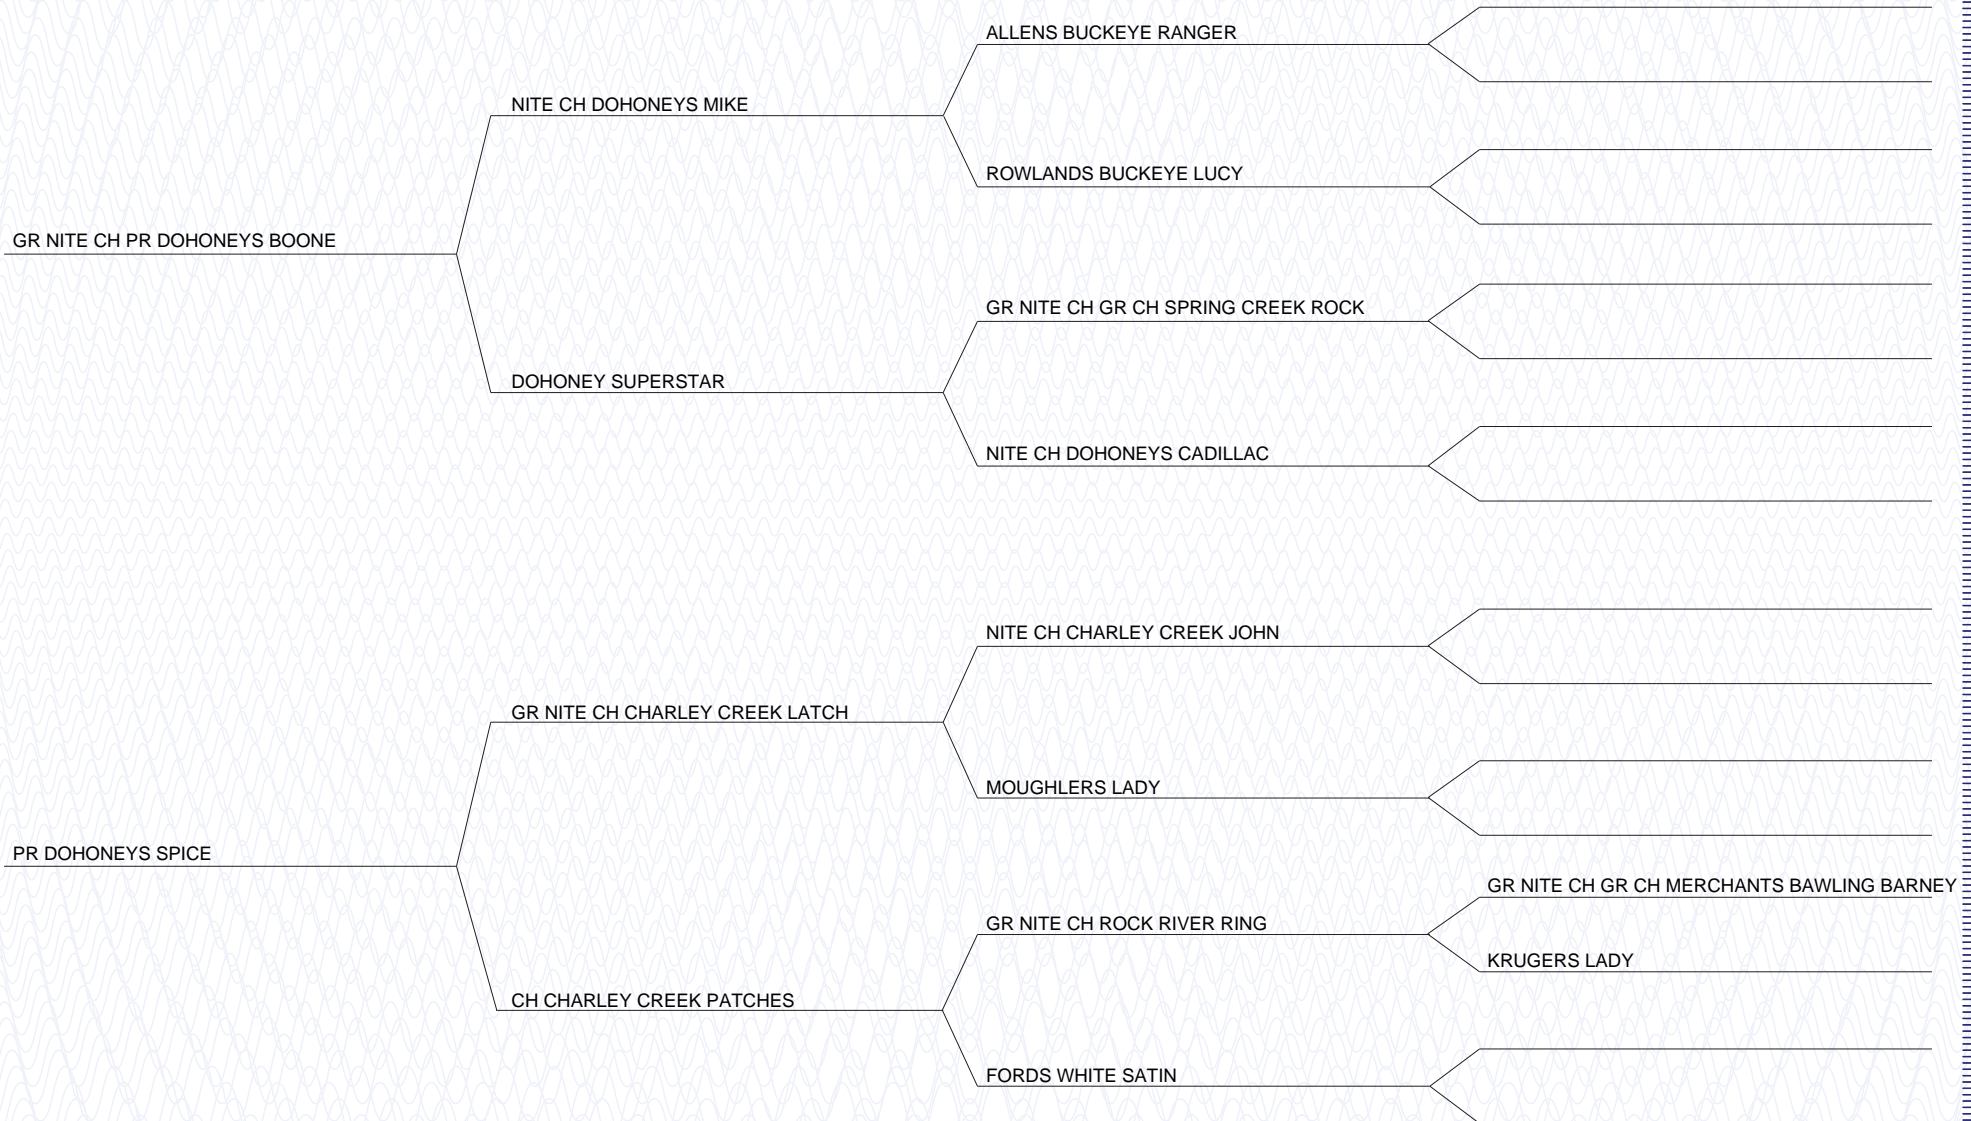 ALLENS BUCKEYE RANGER
NITE CH DOHONEYS MIKE
ROWLANDS BUCKEYE LUCY
GR NITE CH PR DOHONEYS BOONE
GR NITE CH GR CH SPRING CREEK ROCK
DOHONEY SUPERSTAR
NITE CH DOHONEYS CADILLAC
NITE CH CHARLEY CREEK JOHN
GR NITE CH CHARLEY CREEK LATCH
MOUGHLERS LADY
PR DOHONEYS SPICE
GR NITE CH GR CH MERCHANTS BAWLING BARNEY
GR NITE CH ROCK RIVER RING
KRUGERS LADY
CH CHARLEY CREEK PATCHES
FORDS WHITE SATIN